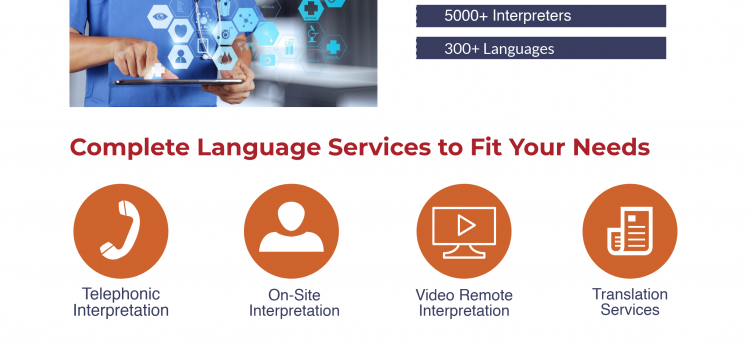 5000+ Interpreters
300+ Languages
Complete Language Services to Fit Your Needs
Telephonic
Interpretation
On-Site
Interpretation
Video Remote
Interpretation
Translation
Services